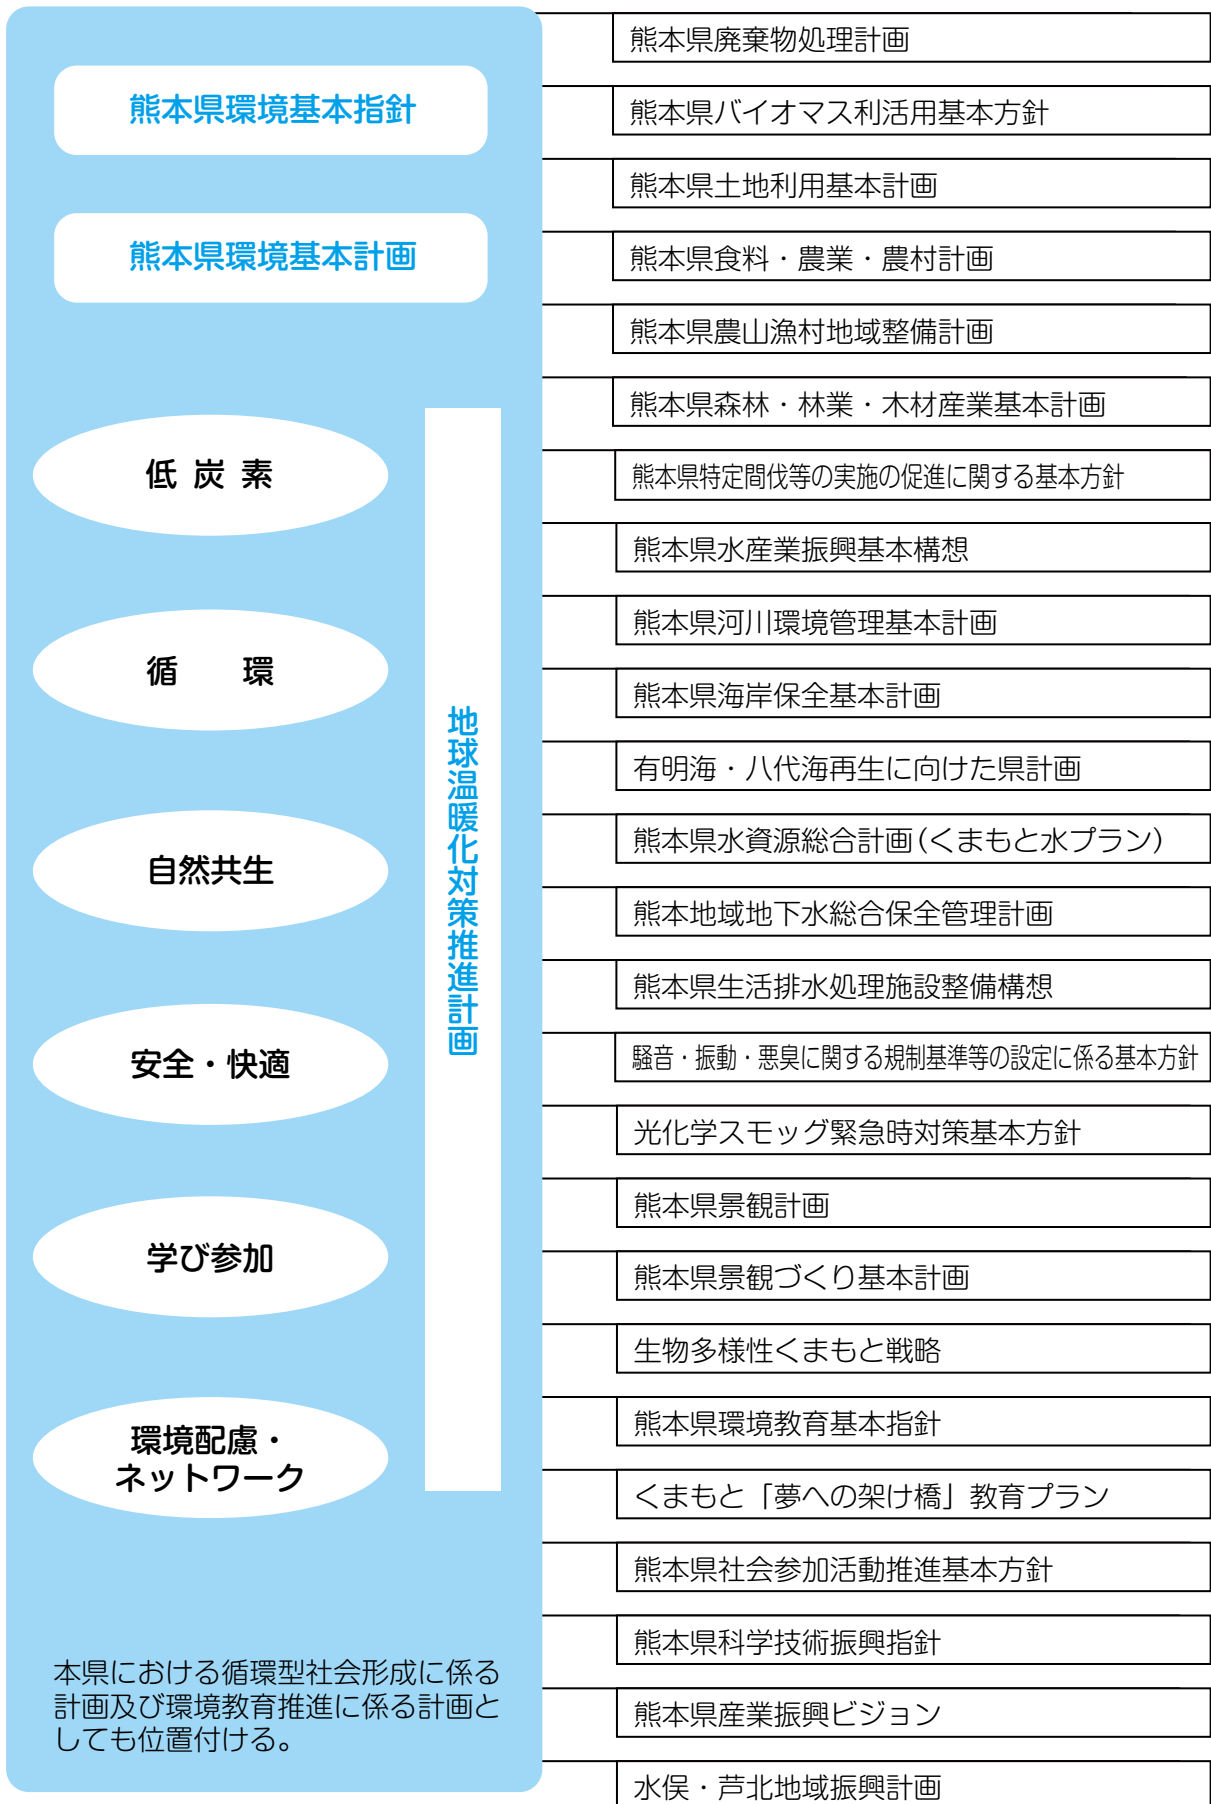 熊本県環境基本指針
熊本県環境基本計画
低炭素
循　環
自然共生
安全・快適
学び参加
環境配慮・
ネットワーク
地球温暖化対策推進計画
本県における循環型社会形成に係る
計画及び環境教育推進に係る計画と
しても位置付ける。
熊本県廃棄物処理計画
熊本県バイオマス利活用基本方針
熊本県土地利用基本計画
熊本県食料・農業・農村計画
熊本県農山漁村地域整備計画
熊本県森林・林業・木材産業基本計画
熊本県特定間伐等の実施の促進に関する基本方針
熊本県水産業振興基本構想
熊本県河川環境管理基本計画
熊本県海岸保全基本計画
有明海・八代海再生に向けた県計画
熊本県水資源総合計画(くまもと水プラン)
熊本地域地下水総合保全管理計画
熊本県生活排水処理施設整備構想
騒音・振動・悪臭に関する規制基準等の設定に係る基本方針
光化学スモッグ緊急時対策基本方針
熊本県景観計画
熊本県景観づくり基本計画
生物多様性くまもと戦略
熊本県環境教育基本指針
くまもと「夢への架け橋」教育プラン
熊本県社会参加活動推進基本方針
熊本県科学技術振興指針
熊本県産業振興ビジョン
水俣・芦北地域振興計画